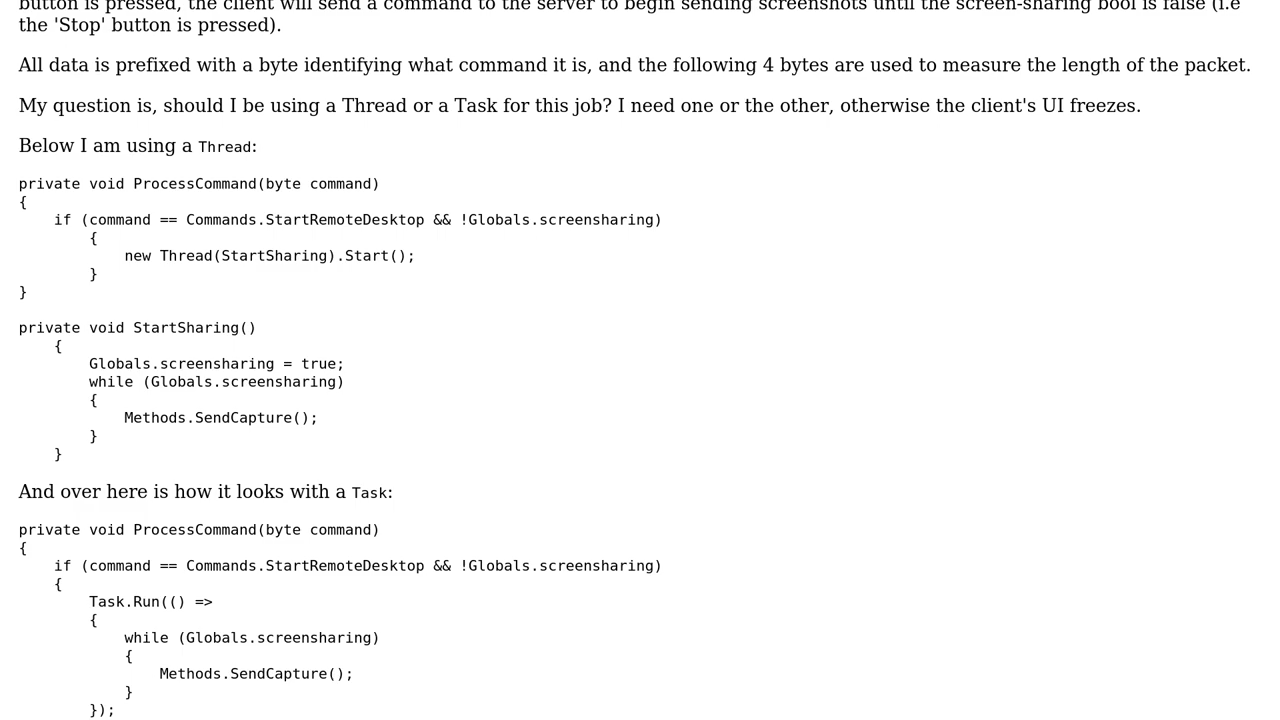 button is pressed, the client will send a command to the server to begin sending screenshots until the screen-sharing bool is false (i.e
the 'Stop' button is pressed).
All data is prefixed with a byte identifying what command it is, and the following 4 bytes are used to measure the length of the packet.
My question is, should I be using a Thread or a Task for this job? I need one or the other, otherwise the client's UI freezes.
Below I am using a Thread:
private void ProcessCommand(byte command)
{
    if (command == Commands.StartRemoteDesktop && !Globals.screensharing)
        {
            new Thread(StartSharing).Start();
        }
}
private void StartSharing()
    {
        Globals.screensharing = true;
        while (Globals.screensharing)
        {
            Methods.SendCapture();
        }
    }
And over here is how it looks with a Task:
private void ProcessCommand(byte command)
{
    if (command == Commands.StartRemoteDesktop && !Globals.screensharing)
    {
        Task.Run(() =>
        {
            while (Globals.screensharing)
            {
                Methods.SendCapture();
            }
        });